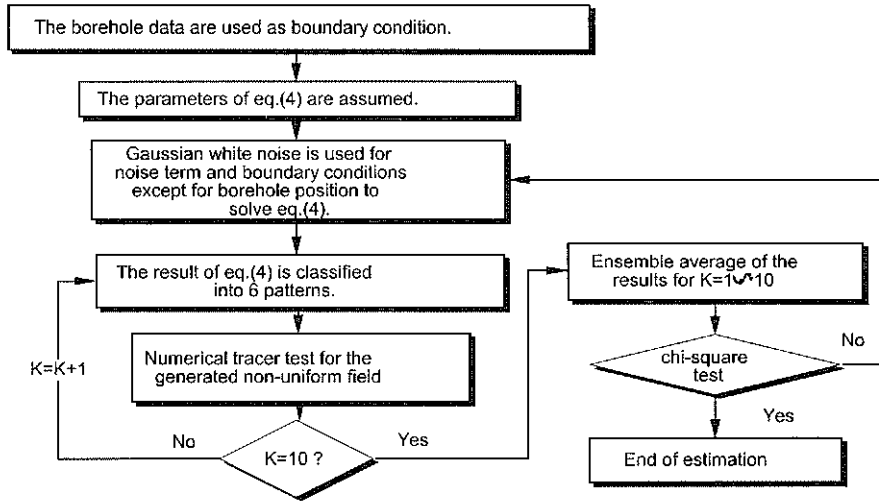 The borehole data are used as boundary condition.
The parameters of eq.(4) are assumed.
Gaussian white noise is used for
noise term and boundary conditions
except for borehole position to
solve eq.(4).
The result of eq.(4) is classified
into 6 patterns.
Numerical tracer test for the
generated non-uniform field
K=K+1
No
K=10 ?
Yes
Ensemble average of the
results for K=1~10
chi-square
test
No
Yes
End of estimation